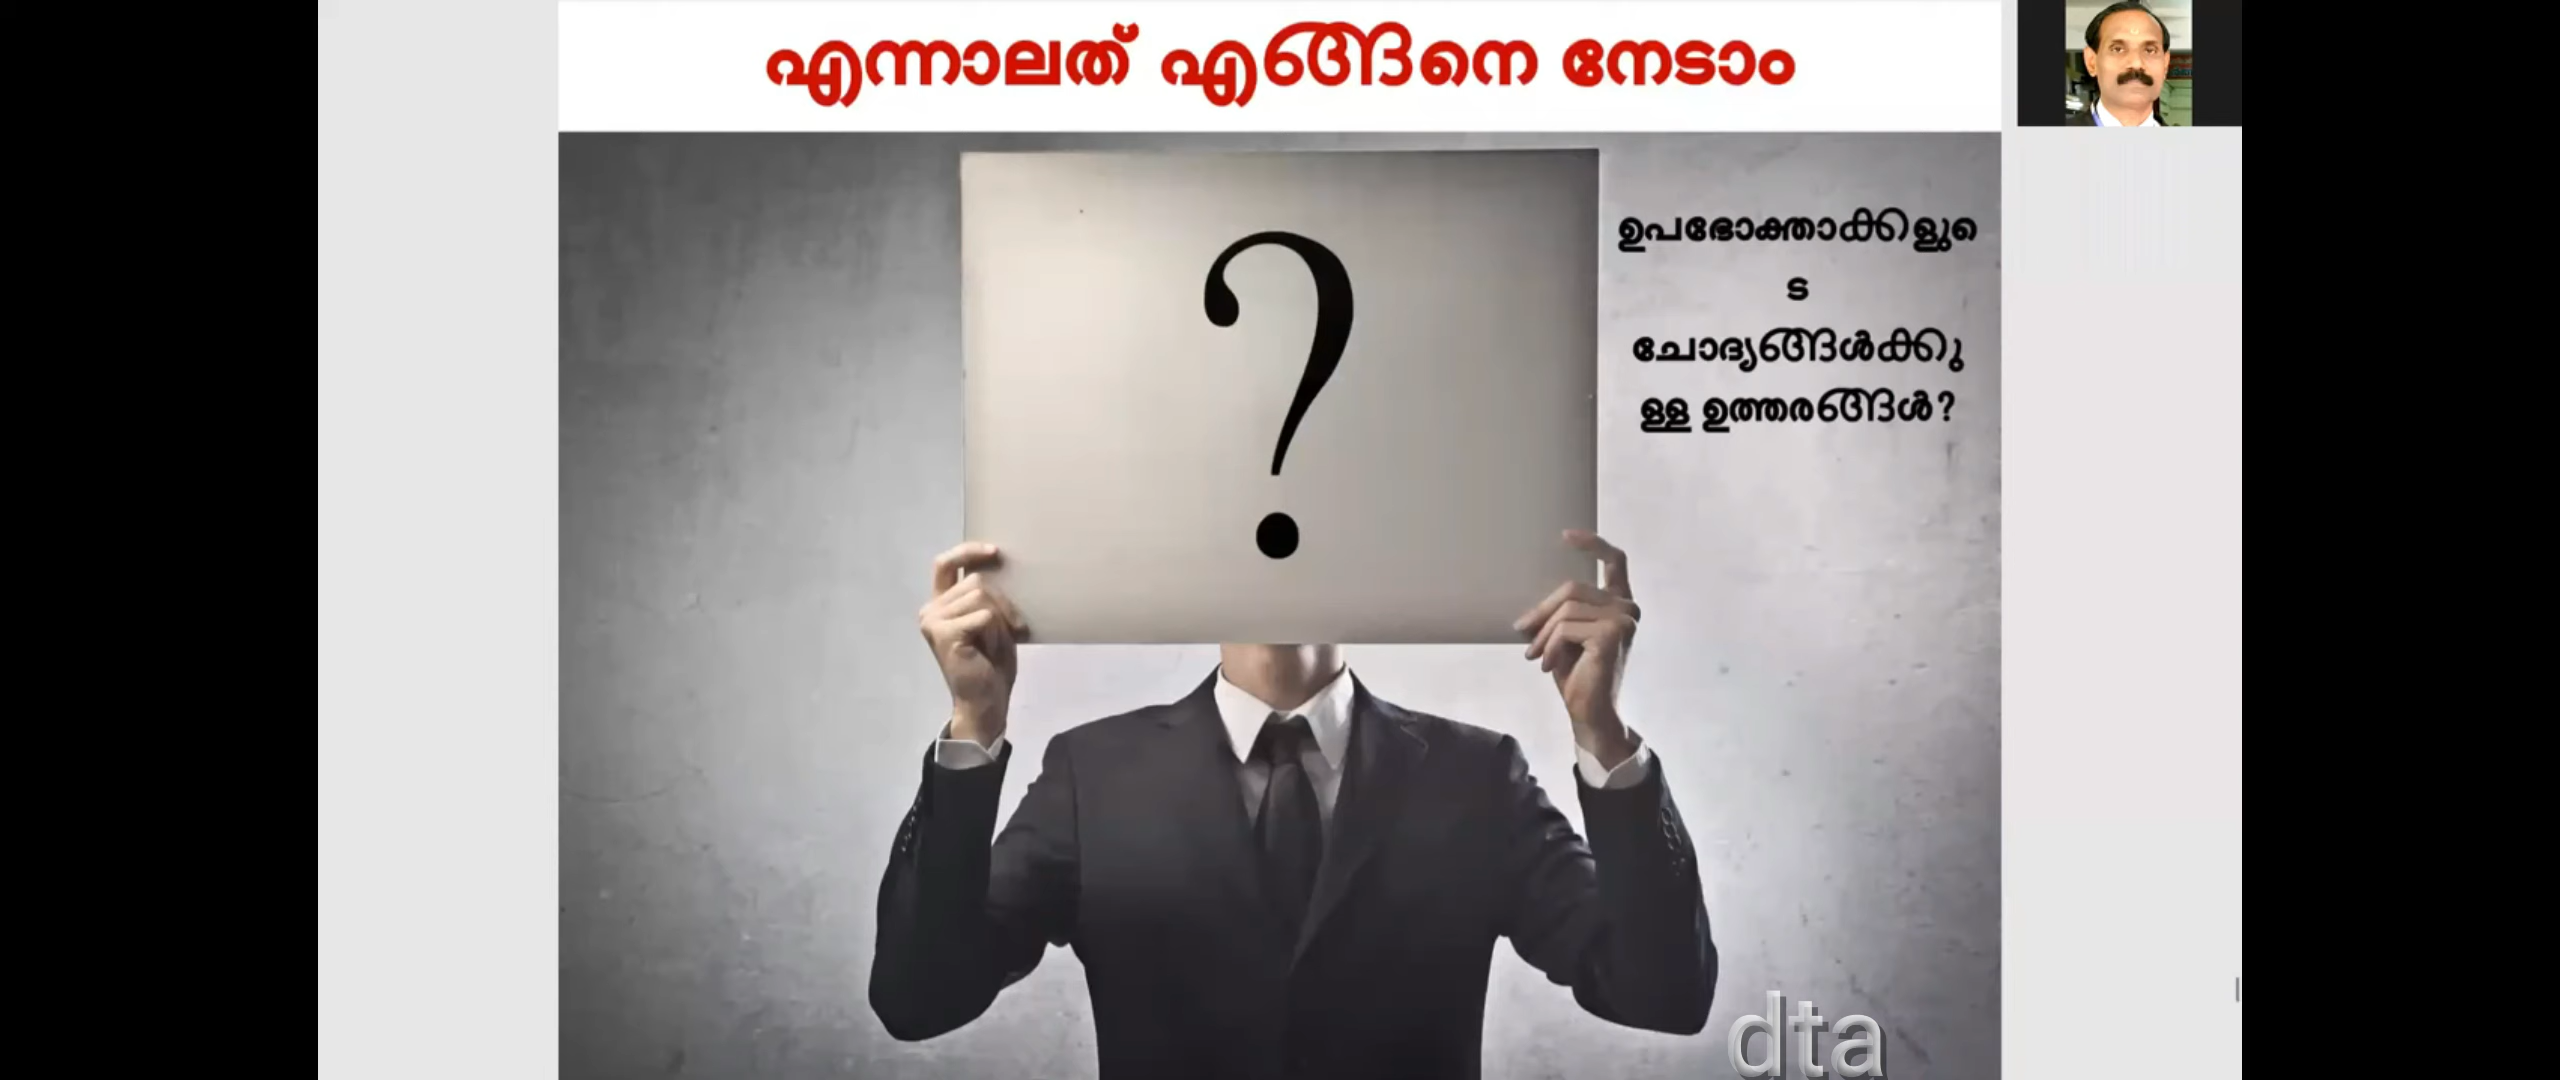 എന്നാലത് എങ്ങനെ നേടാം
?
ഉപഭോക്താക്കളുടെ
ചോദ്യങ്ങൾക്കു
ള്ള ഉത്തരങ്ങൾ?
dta